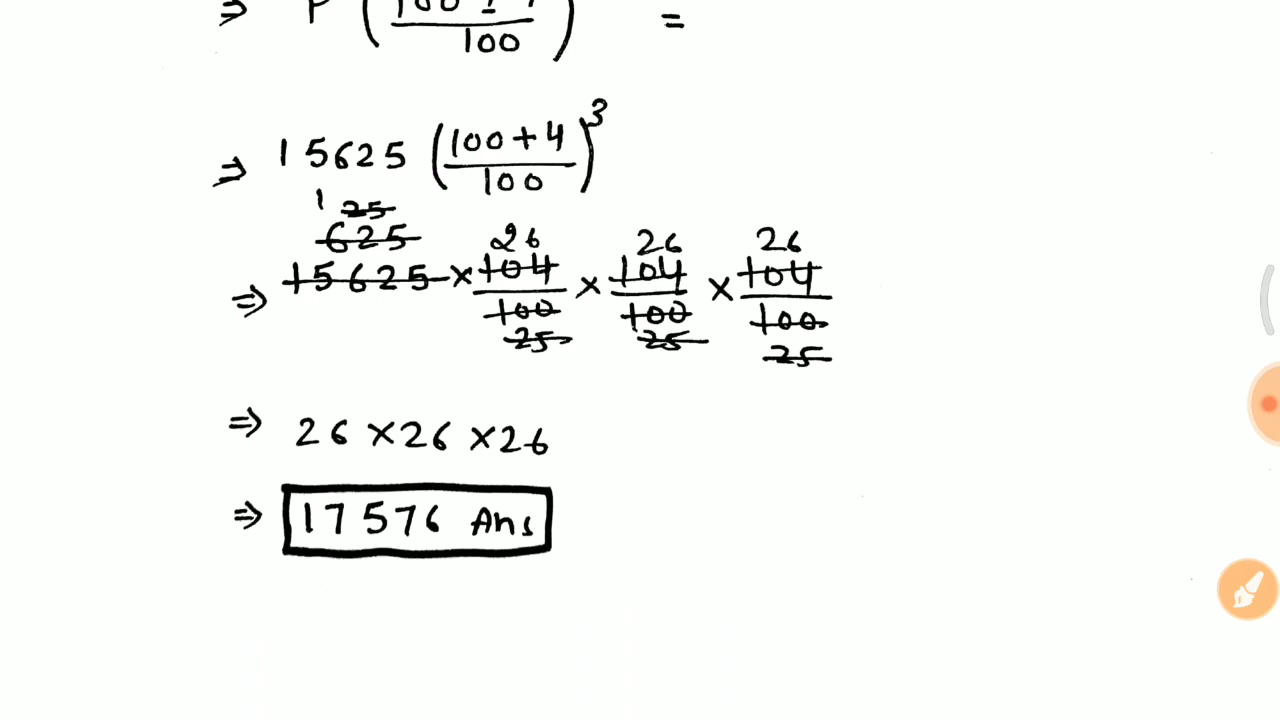 ⇒ P ( / 100 ) =
⇒ 15625 (100 + 4 / 100)³
1 25
625 26 26 26
⇒ 15625 × 104/100 × 104/100 × 104/100
25 25 25
⇒ 26 × 26 × 26
⇒ 17576 Ans